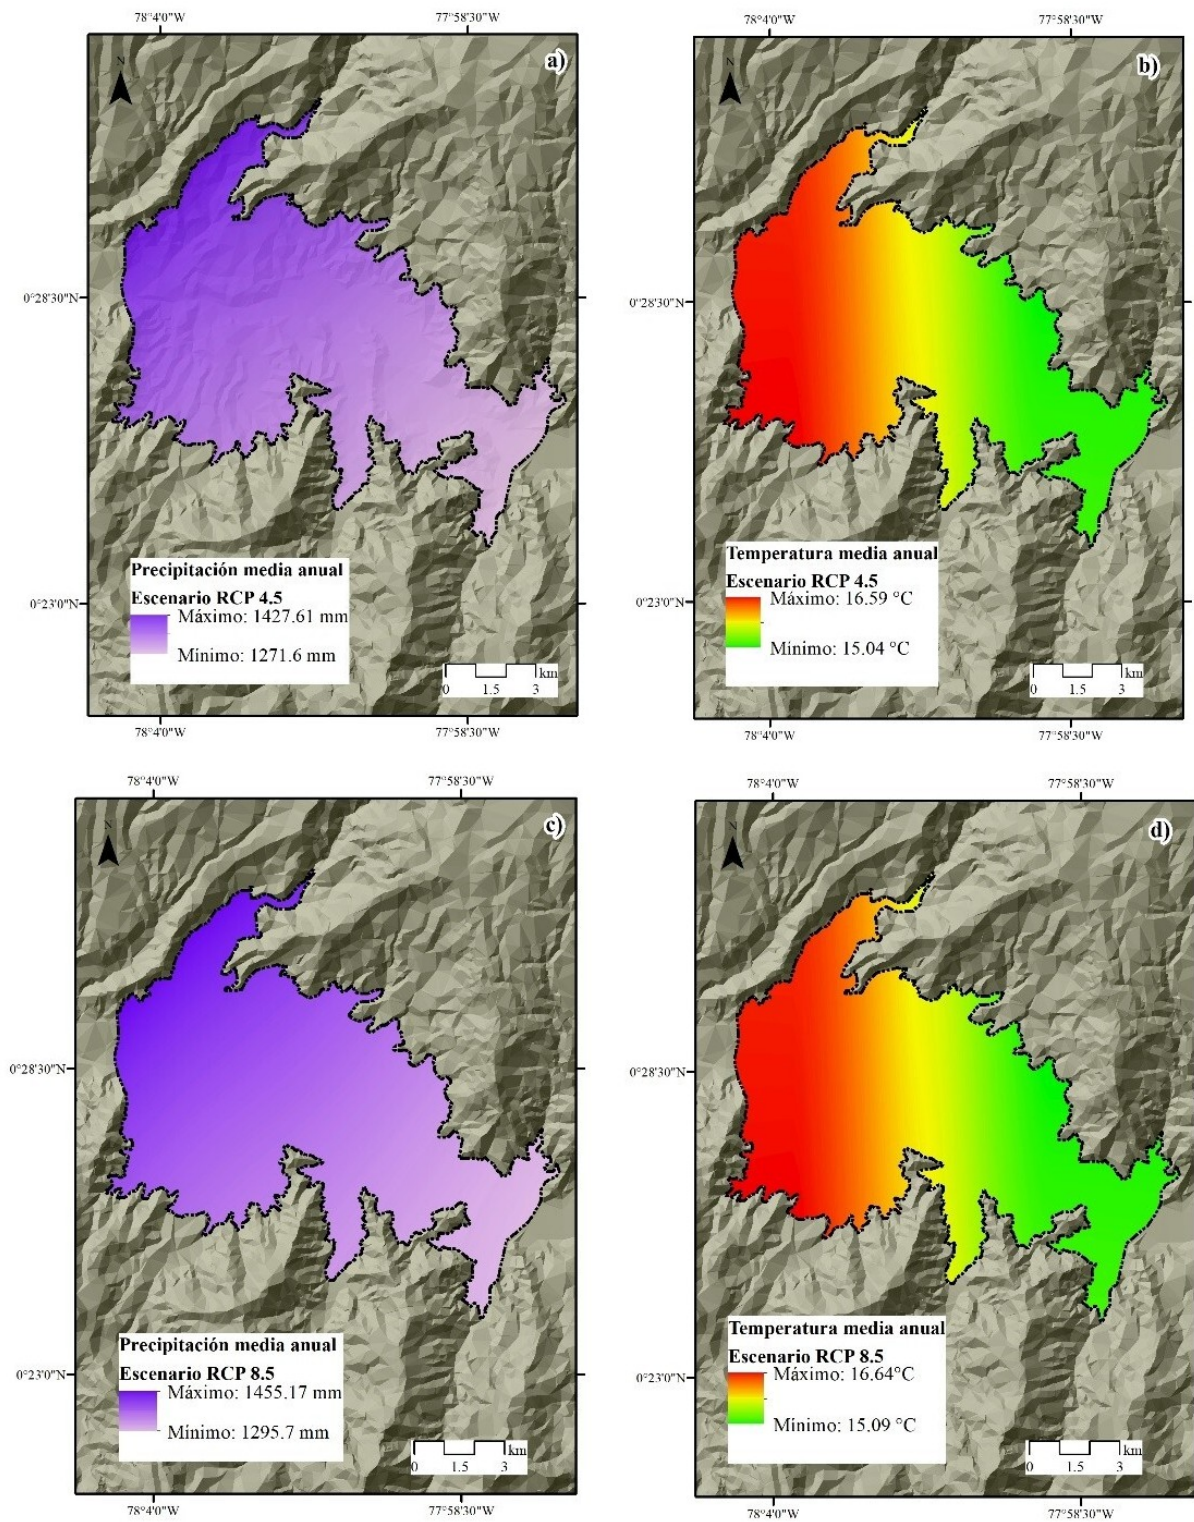 78°4'0"W
77°58'30"W
N
a)
0°28'30"N
0°23'0"N
Precipitación media anual
Escenario RCP 4.5
Máximo: 1427.61 mm
Mínimo: 1271.6 mm
km
0 1.5 3
78°4'0"W
77°58'30"W
78°4'0"W
77°58'30"W
N
b)
0°28'30"N
0°23'0"N
Temperatura media anual
Escenario RCP 4.5
Máximo: 16.59 °C
Mínimo: 15.04 °C
km
0 1.5 3
78°4'0"W
77°58'30"W
78°4'0"W
77°58'30"W
N
c)
0°28'30"N
0°23'0"N
Precipitación media anual
Escenario RCP 8.5
Máximo: 1455.17 mm
Mínimo: 1295.7 mm
km
0 1.5 3
78°4'0"W
77°58'30"W
78°4'0"W
77°58'30"W
N
d)
0°28'30"N
0°23'0"N
Temperatura media anual
Escenario RCP 8.5
Máximo: 16.64°C
Mínimo: 15.09 °C
km
0 1.5 3
78°4'0"W
77°58'30"W